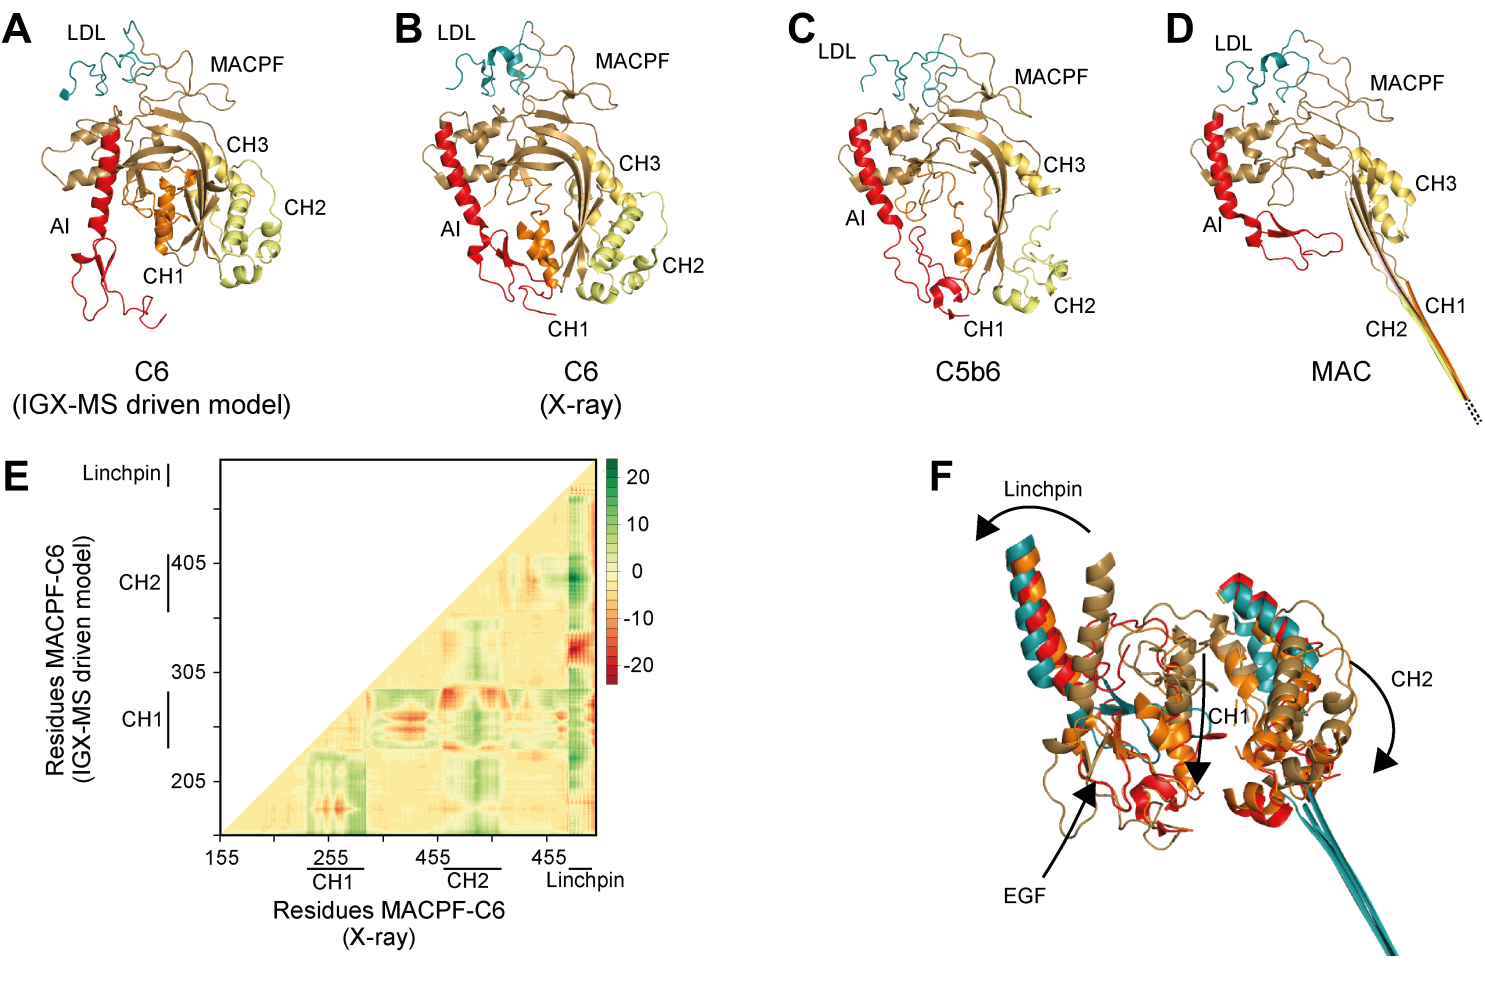 A
LDL
MACPF
CH3
CH2
AI
CH1
C6
(IGX-MS driven model)
B
LDL
MACPF
CH3
AI
CH2
CH1
C6
(X-ray)
C
LDL
MACPF
CH3
AI
CH2
CH1
C5b6
D
LDL
MACPF
CH3
AI
CH1
CH2
MAC
E
Residues MACPF-C6
(IGX-MS driven model)
Linchpin
405
CH2
305
CH1
205
155
255
455
455
CH1
CH2
Linchpin
Residues MACPF-C6
(X-ray)
20
10
0
-10
-20
F
Linchpin
CH2
CH1
EGF